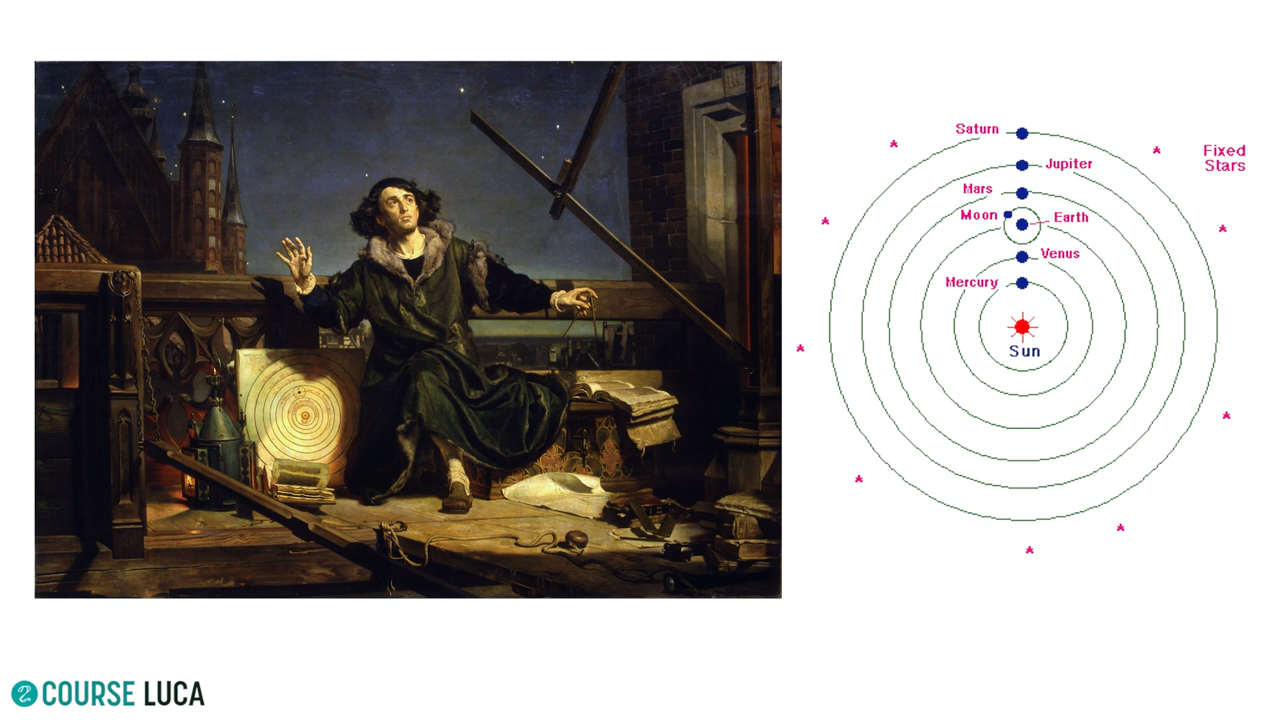 Saturn
Jupiter
Fixed
Stars
Mars
Moon
Earth
Venus
Mercury
Sun
COURSE LUCA